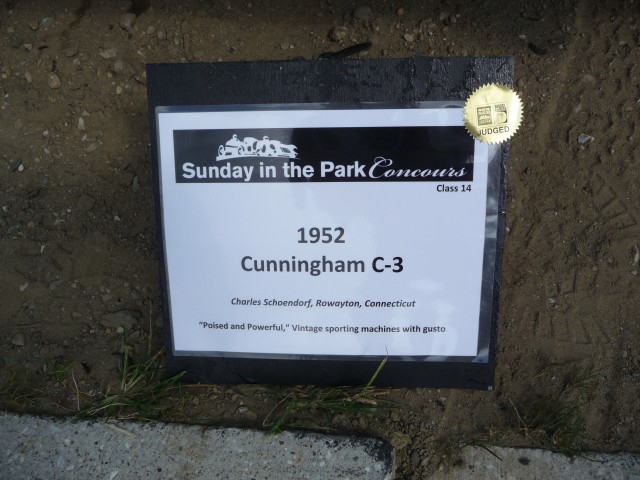 JUDGED
Sunday in the Park Concours
Class 14
1952
Cunningham C-3
Charles Schoendorf, Rowayton, Connecticut
"Poised and Powerful," Vintage sporting machines with gusto